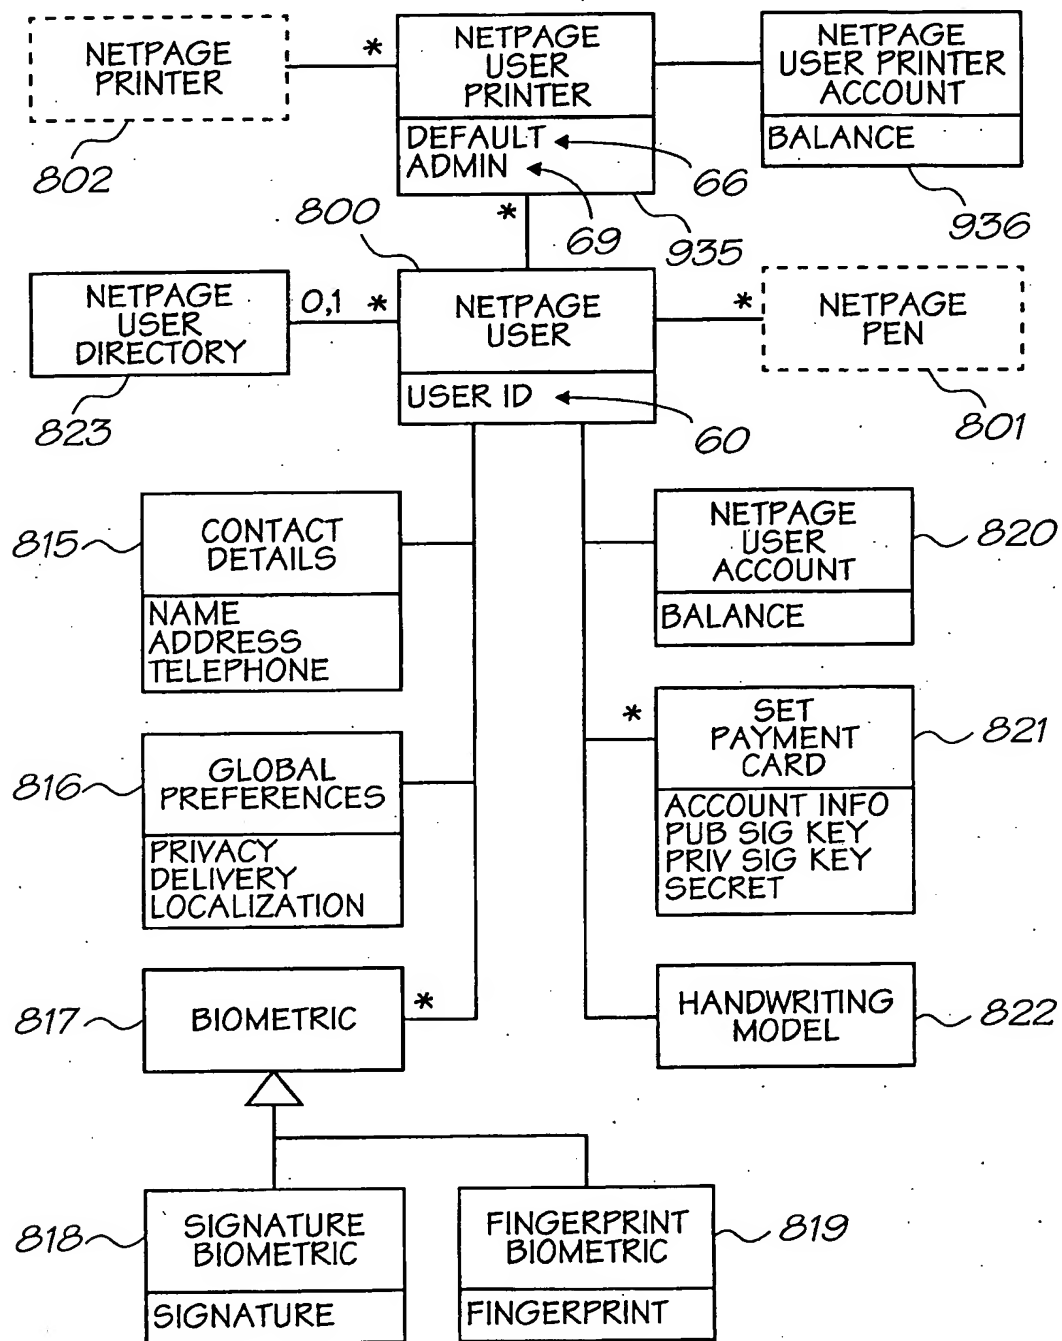 NETPAGE
PRINTER
802
*
NETPAGE
USER
PRINTER
DEFAULT
ADMIN
66
69
935
NETPAGE
USER PRINTER
ACCOUNT
BALANCE
936
*
800
NETPAGE
USER
DIRECTORY
823
0,1 *
NETPAGE
USER
USER ID
60
*
NETPAGE
PEN
801
815
CONTACT
DETAILS
NAME
ADDRESS
TELEPHONE
NETPAGE
USER
ACCOUNT
BALANCE
820
816
GLOBAL
PREFERENCES
PRIVACY
DELIVERY
LOCALIZATION
*
SET
PAYMENT
CARD
ACCOUNT INFO
PUB SIG KEY
PRIV SIG KEY
SECRET
821
817
BIOMETRIC
*
HANDWRITING
MODEL
822
818
SIGNATURE
BIOMETRIC
SIGNATURE
FINGERPRINT
BIOMETRIC
FINGERPRINT
819